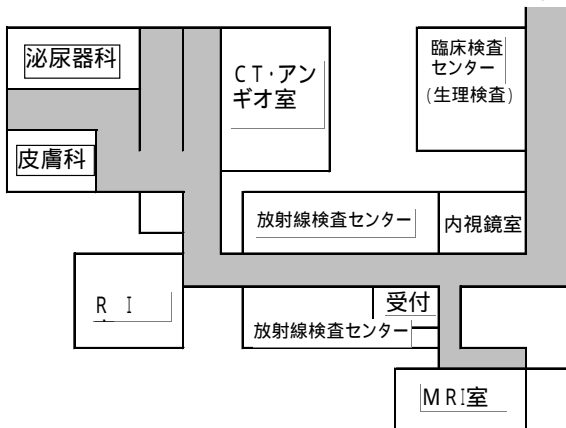 泌尿器科
CT･アン
ギオ室
臨床検査
センター
(生理検査)
皮膚科
放射線検査センター
内視鏡室
RI
受付
放射線検査センター
MRI室